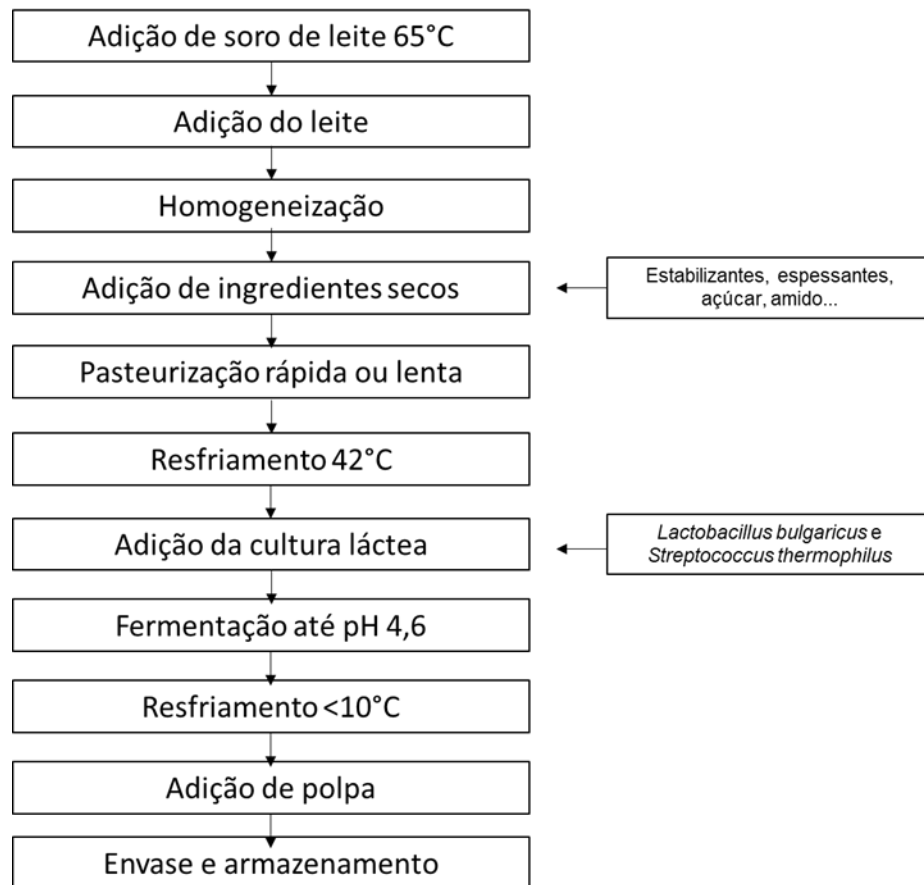 Adição de soro de leite 65°C
Adição do leite
Homogeneização
Adição de ingredientes secos
Estabilizantes, espessantes,
açúcar, amido...
Pasteurização rápida ou lenta
Resfriamento 42°C
Adição da cultura láctea
Lactobacillus bulgaricus e
Streptococcus thermophilus
Fermentação até pH 4,6
Resfriamento <10°C
Adição de polpa
Envase e armazenamento